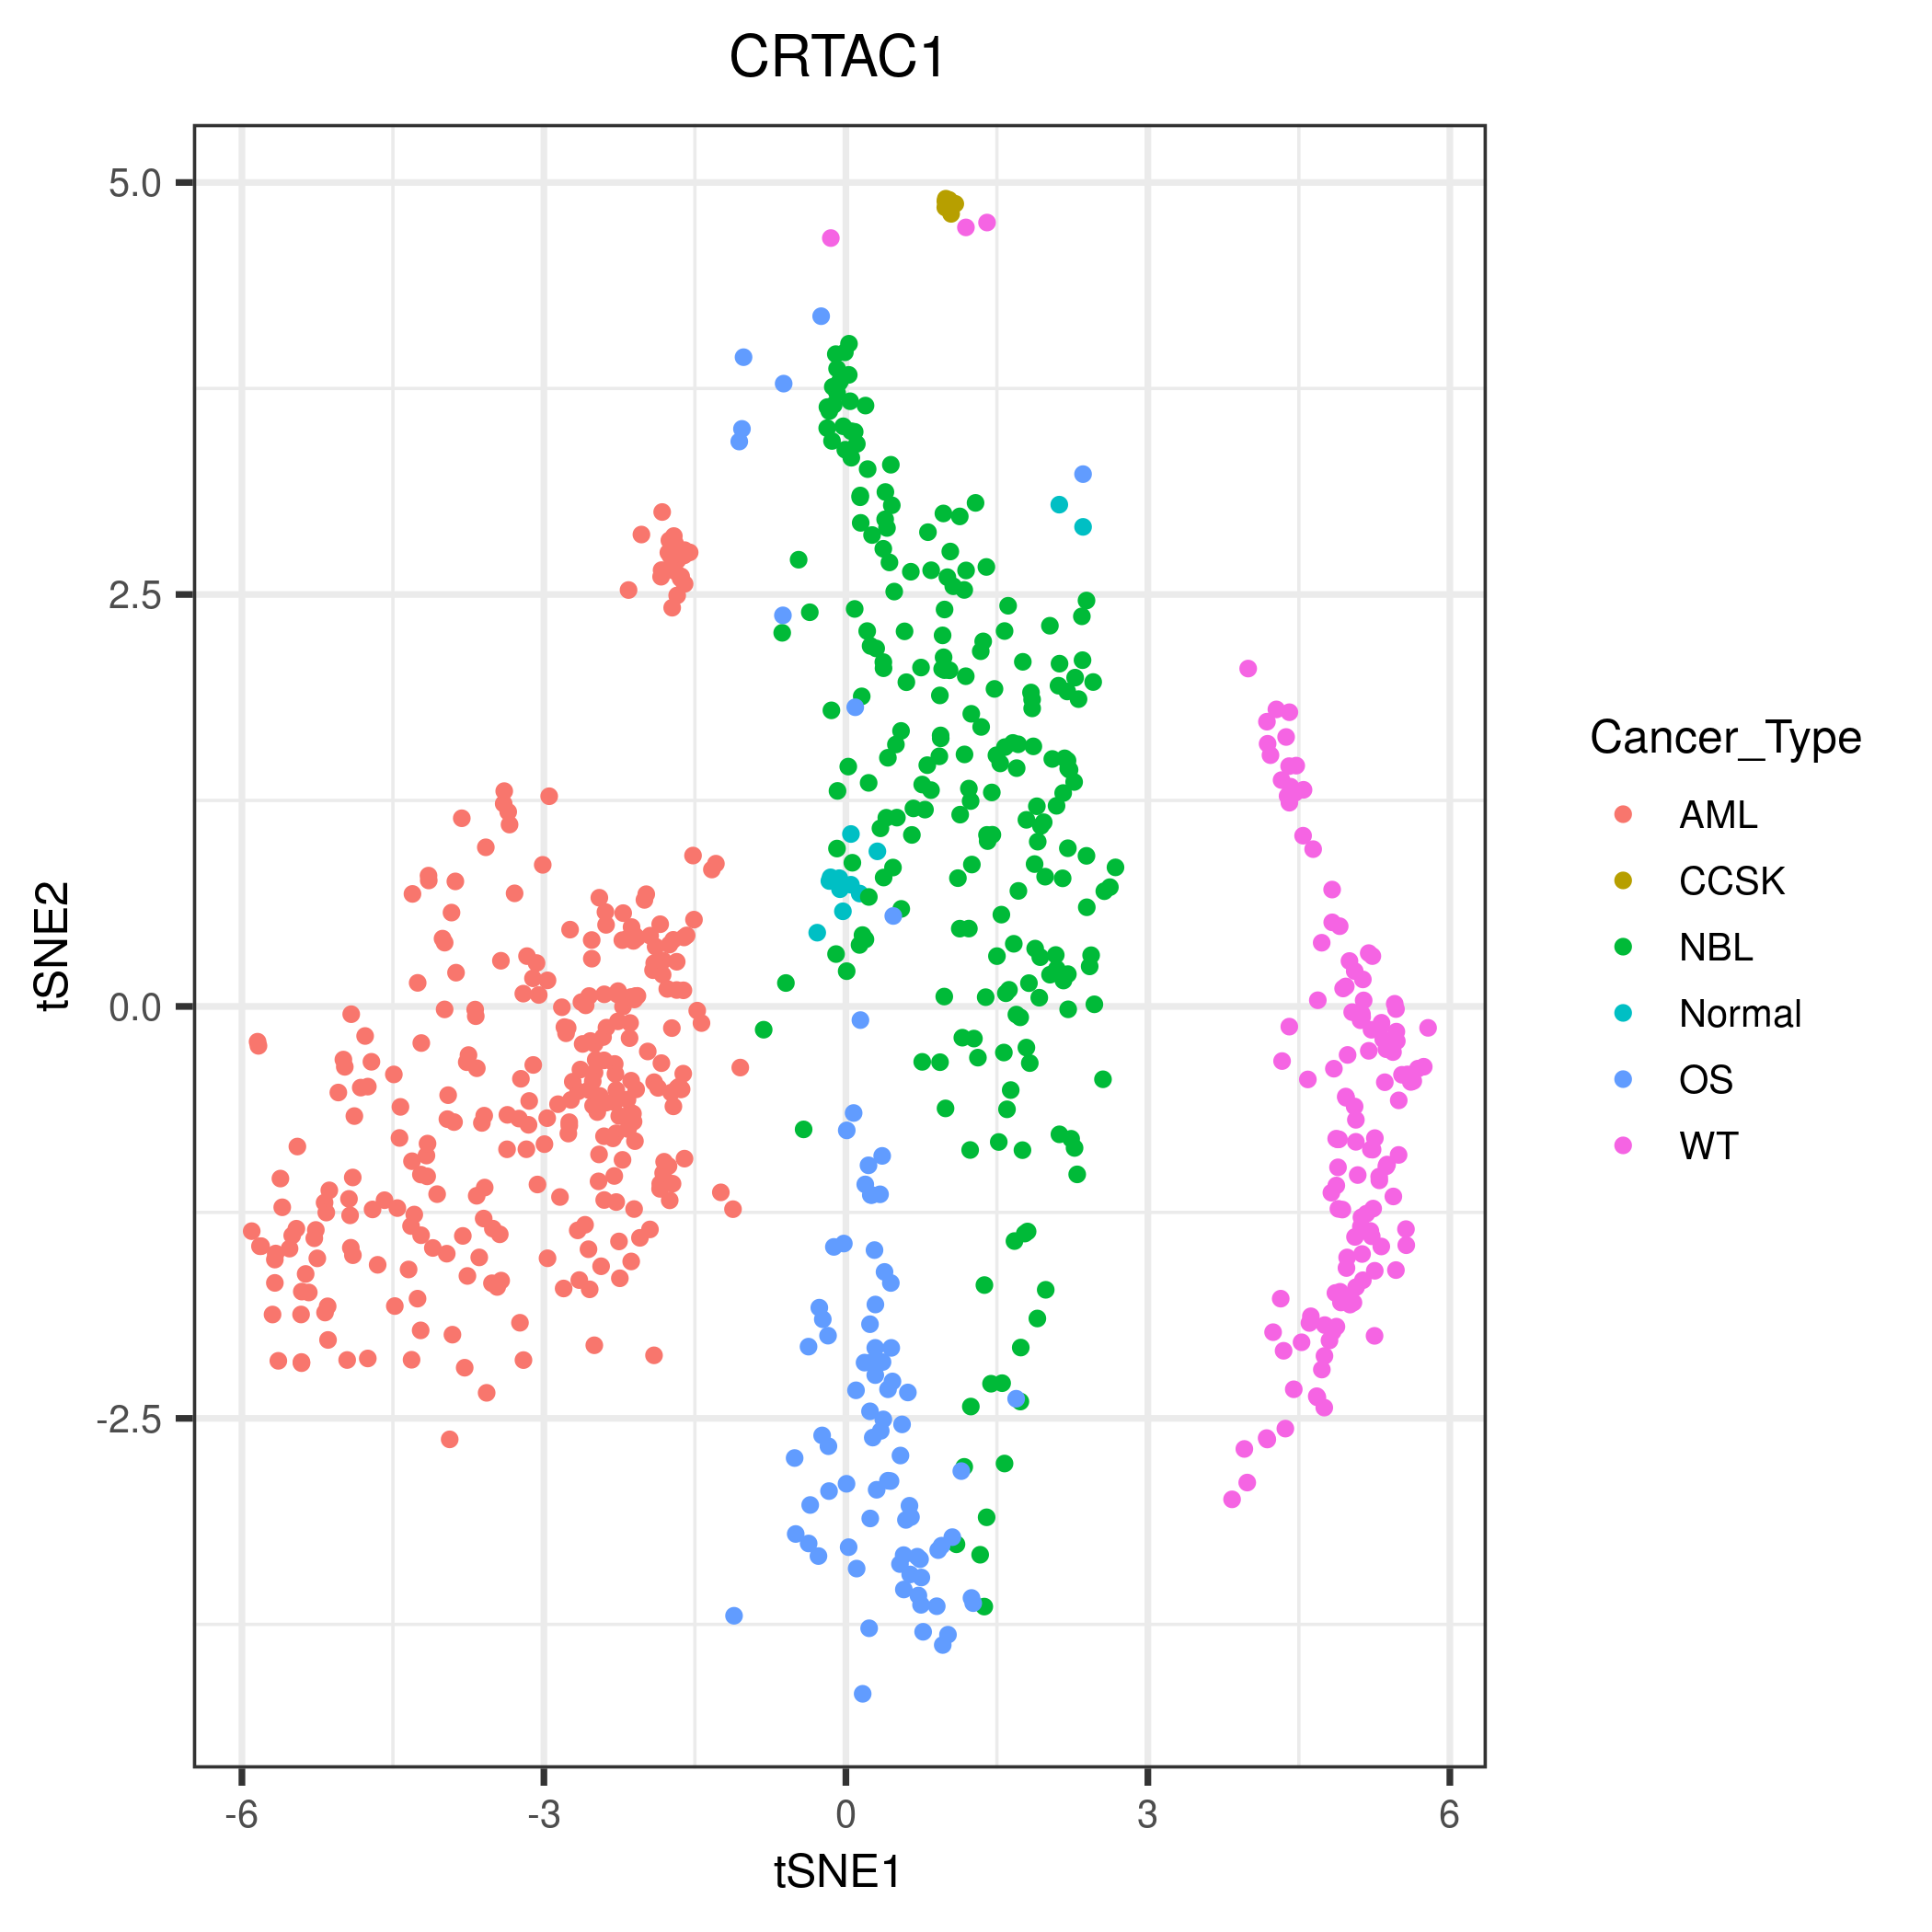 CRTAC1
5.0
2.5
0.0
-2.5
tSNE2
-6 -3 0 3 6
tSNE1
Cancer_Type
AML
CCSK
NBL
Normal
OS
WT